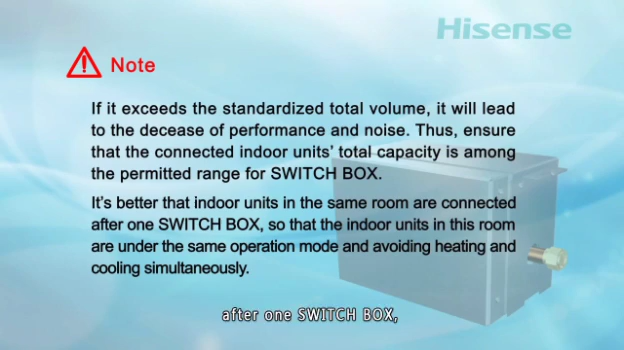 Hisense
Note
If it exceeds the standardized total volume, it will lead
to the decease of performance and noise. Thus, ensure
that the connected indoor units' total capacity is among
the permitted range for SWITCH BOX.
It's better that indoor units in the same room are connected
after one SWITCH BOX, so that the indoor units in this room
are under the same operation mode and avoiding heating and
cooling simultaneously.
after one SWITCH BOX,